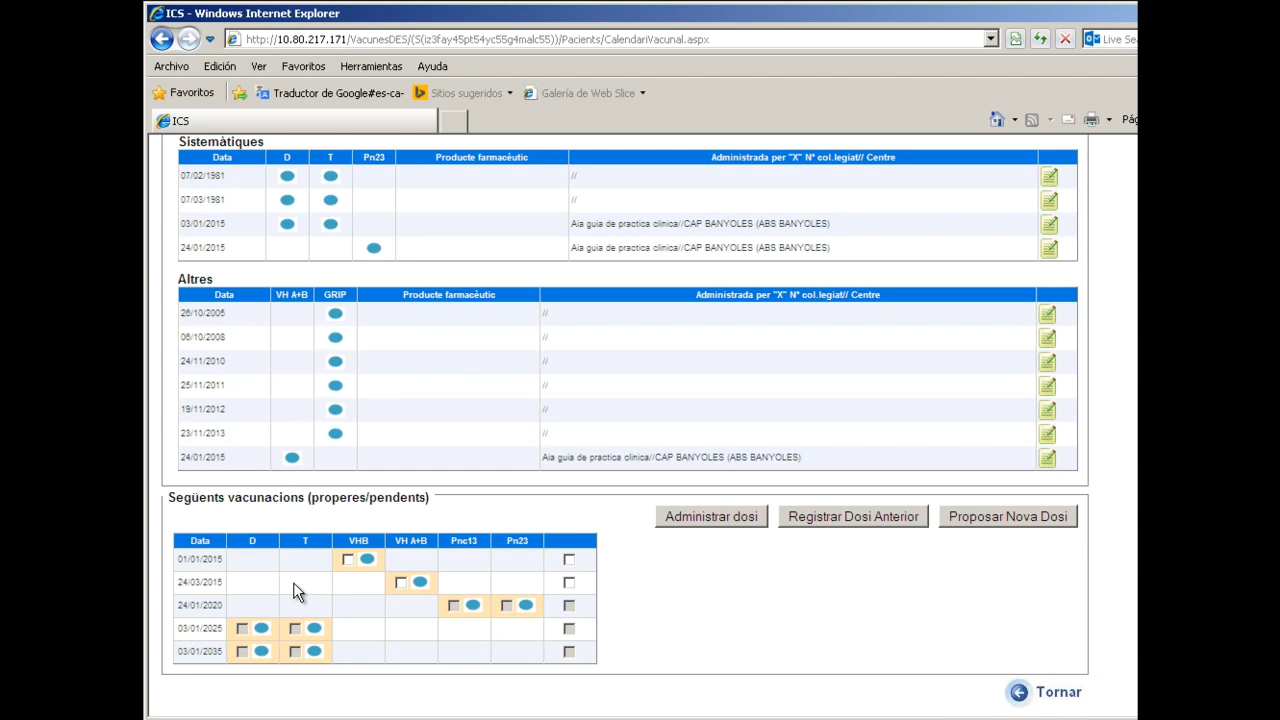 ICS - Windows Internet Explorer
http://10.80.217.171/VacunesDES/(S(iz3fay45pt54yc55g4malc55))/Pacients/CalendariVacunal.aspx
Live Se
Archivo Edición Ver Favoritos Herramientas Ayuda
Favoritos Traductor de Google#es-ca- Sitios sugeridos Galería de Web Slice
ICS Pág
Sistemàtiques
Data D T Pn23 Producte farmacèutic Administrada per "X" Nº col.legiat// Centre
07/02/1981 //
07/03/1981 //
03/01/2015 Aia guia de practica clinica//CAP BANYOLES (ABS BANYOLES)
24/01/2015 Aia guia de practica clinica//CAP BANYOLES (ABS BANYOLES)
Altres
Data VH A+B GRIP Producte farmacèutic Administrada per "X" Nº col.legiat// Centre
26/10/2005 //
06/10/2008 //
24/11/2010 //
25/11/2011 //
19/11/2012 //
23/11/2013 //
24/01/2015 Aia guia de practica clinica//CAP BANYOLES (ABS BANYOLES)
Següents vacunacions (properes/pendents)
Administrar dosi Registrar Dosi Anterior Proposar Nova Dosi
Data D T VHB VH A+B Pnc13 Pn23
01/01/2015
24/03/2015
24/01/2020
03/01/2025
03/01/2035
Tornar